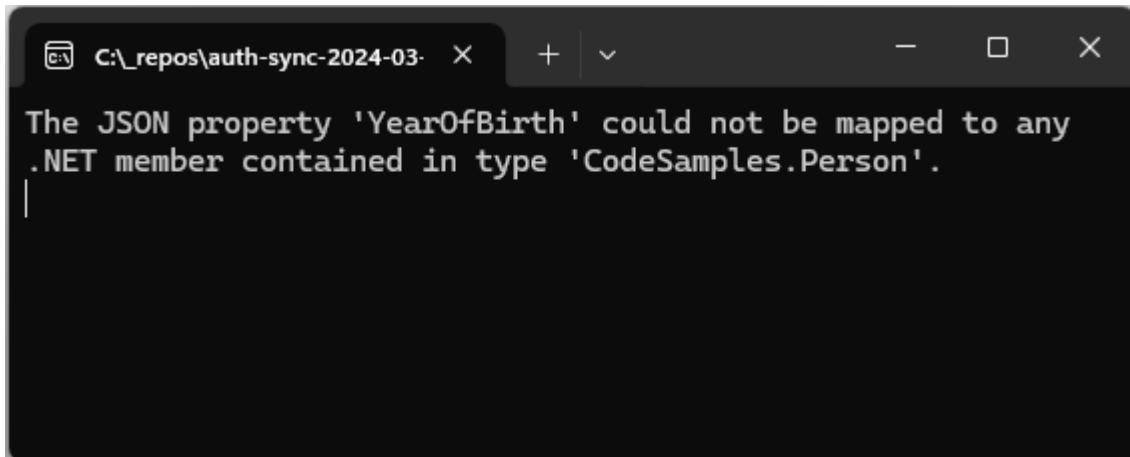 C:\_repos\auth-sync-2024-03-
The JSON property 'YearOfBirth' could not be mapped to any
.NET member contained in type 'CodeSamples.Person'.